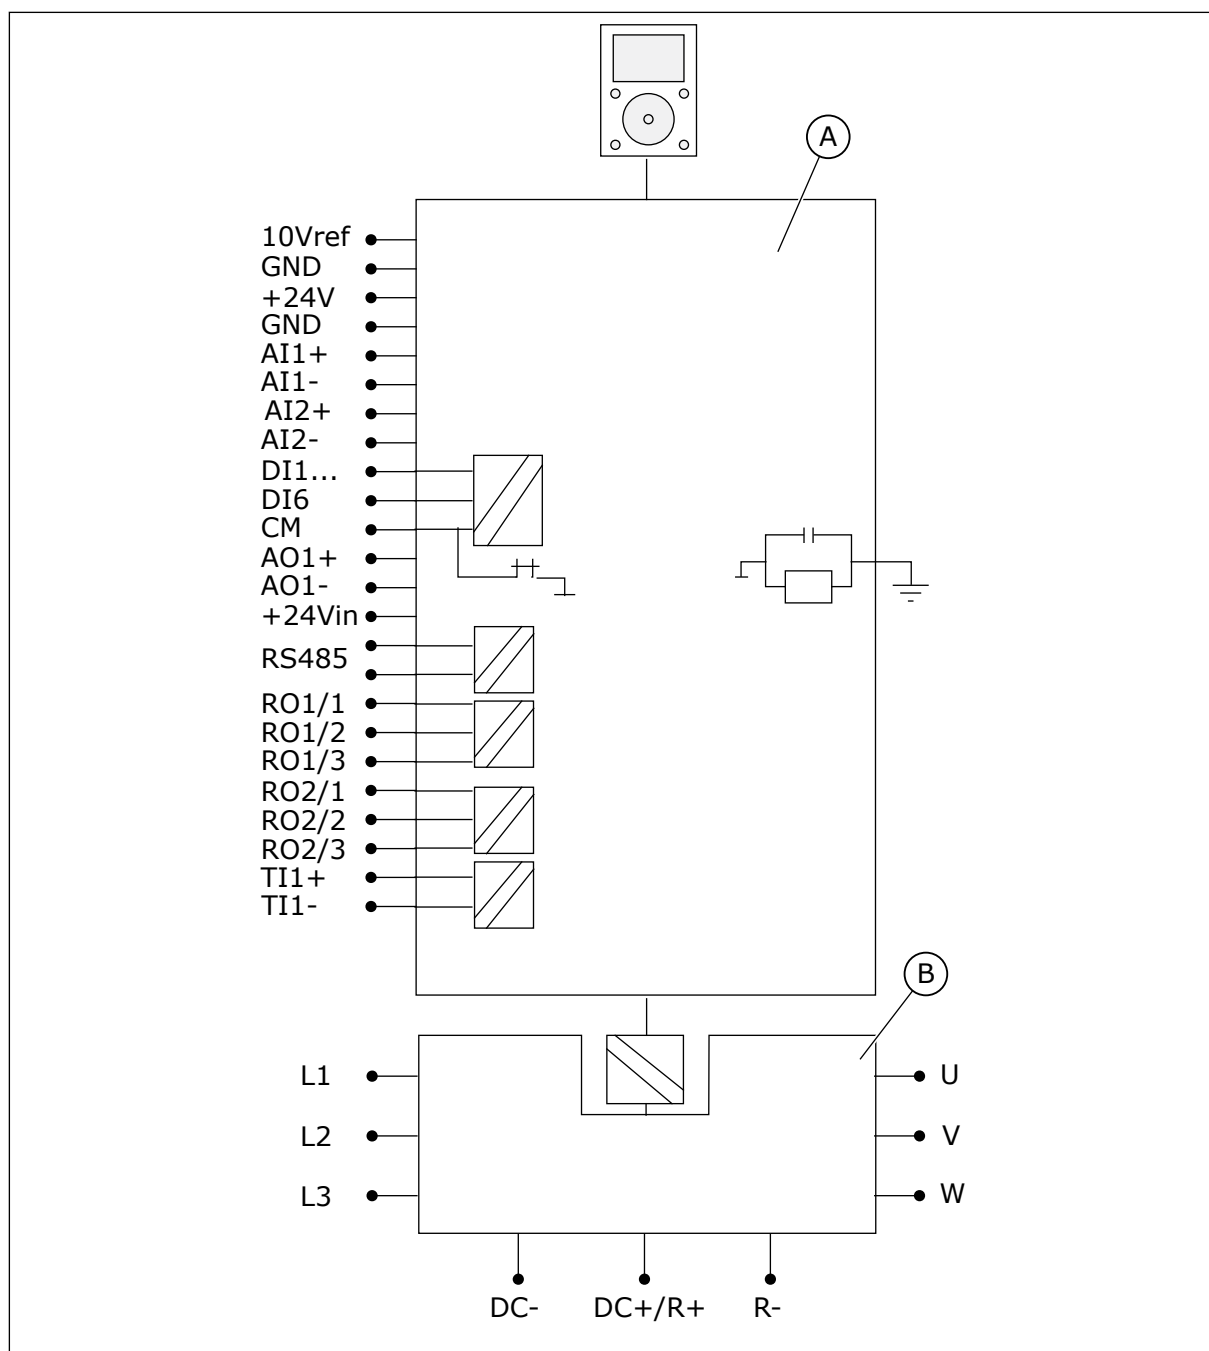 A
10Vref
GND
+24V
GND
AI1+
AI1-
AI2+
AI2-
DI1...
DI6
CM
AO1+
AO1-
+24Vin
RS485
RO1/1
RO1/2
RO1/3
RO2/1
RO2/2
RO2/3
TI1+
TI1-
B
L1
U
L2
V
L3
W
DC-
DC+/R+
R-